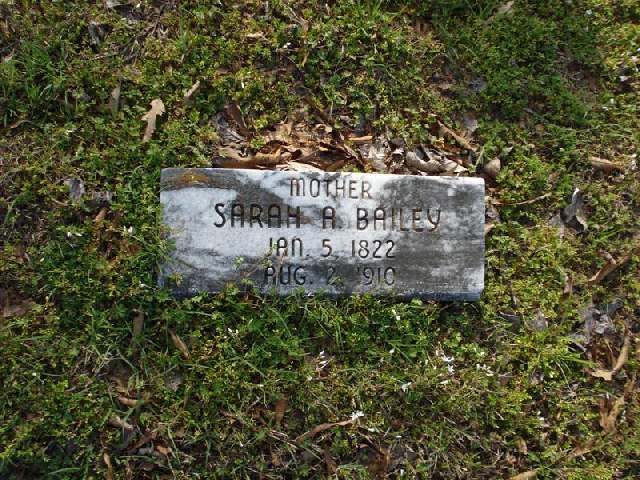 MOTHER
SARAH A. BAILEY
JAN. 5, 1822
AUG. 2, 1910